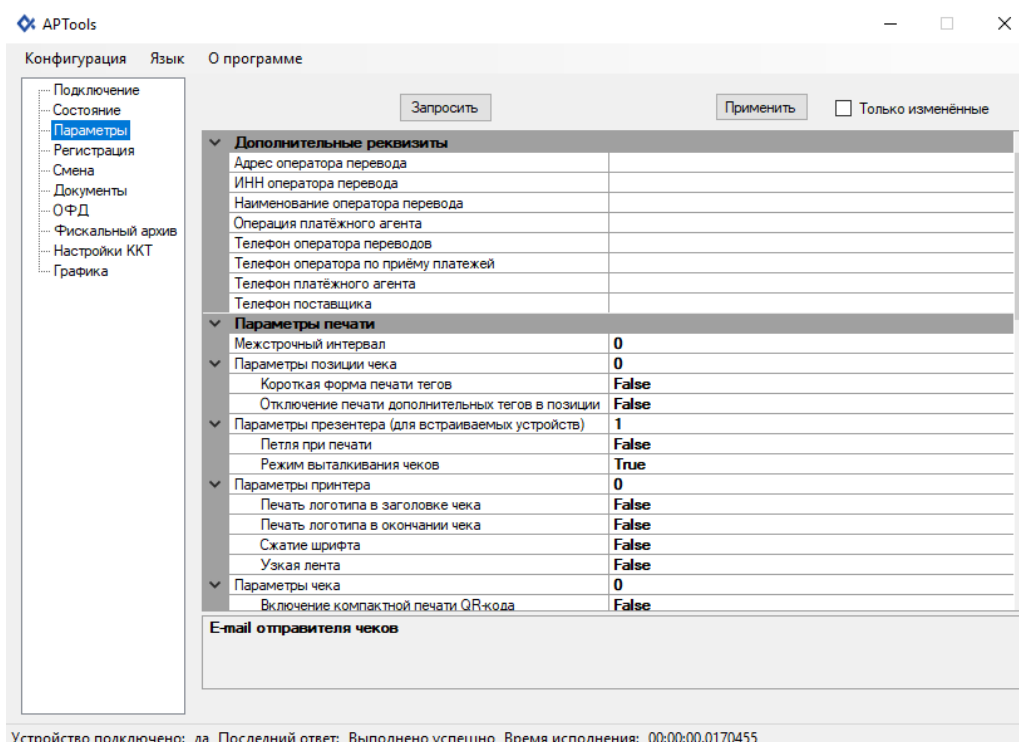 APTools
Конфигурация Язык О программе
Подключение
Состояние
Параметры
Регистрация
Смена
Документы
ОФД
Фискальный архив
Настройки ККТ
Графика
Запросить Применить Только изменённые
Дополнительные реквизиты
Адрес оператора перевода
ИНН оператора перевода
Наименование оператора перевода
Операция платёжного агента
Телефон оператора переводов
Телефон оператора по приёму платежей
Телефон платёжного агента
Телефон поставщика
Параметры печати
Межстрочный интервал 0
Параметры позиции чека 0
Короткая форма печати тегов False
Отключение печати дополнительных тегов в позиции False
Параметры презентера (для встраиваемых устройств) 1
Петля при печати False
Режим выталкивания чеков True
Параметры принтера 0
Печать логотипа в заголовке чека False
Печать логотипа в окончании чека False
Сжатие шрифта False
Узкая лента False
Параметры чека 0
Включение компактной печати QR-кода False
E-mail отправителя чеков
Устройство подключено: да Последний ответ: Выполнено успешно Время исполнения: 00:00:00.0170455